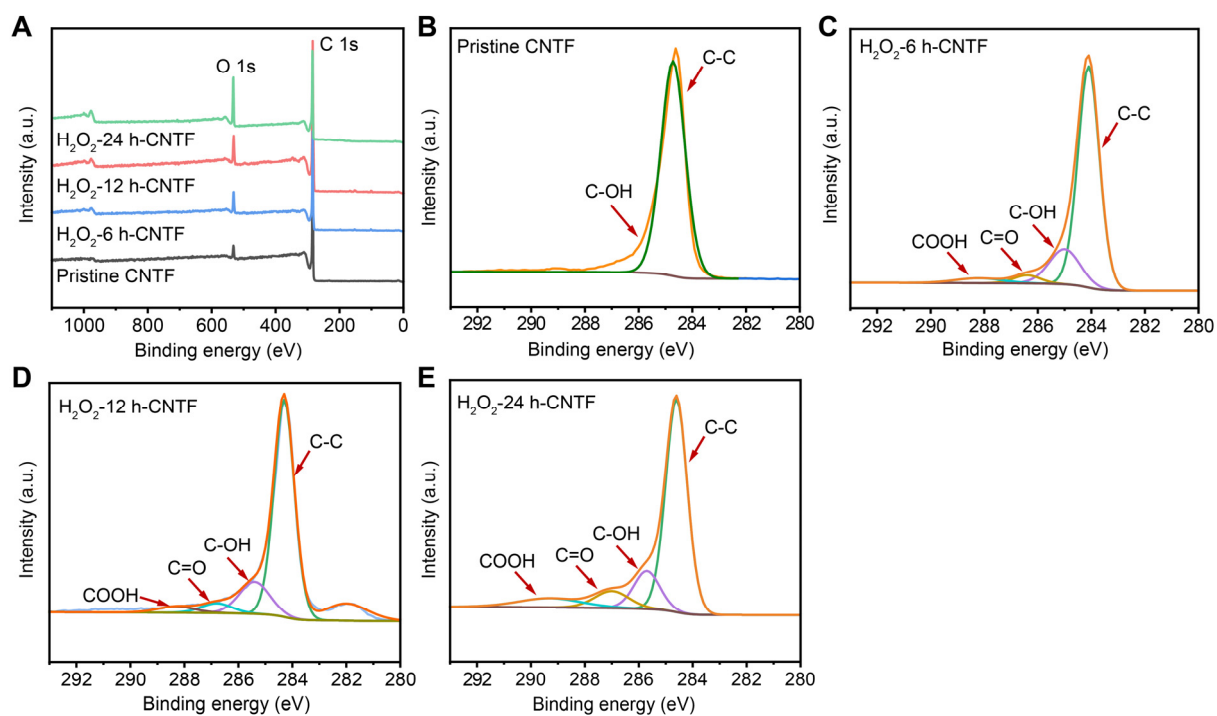 A
C 1s
O 1s
H₂O₂-24 h-CNTF
H₂O₂-12 h-CNTF
H₂O₂-6 h-CNTF
Pristine CNTF
Intensity (a.u.)
1000 800 600 400 200 0
Binding energy (eV)
B
Pristine CNTF
C-C
C-OH
Intensity (a.u.)
292 290 288 286 284 282 280
Binding energy (eV)
C
H₂O₂-6 h-CNTF
C-C
C-OH
C=O
COOH
Intensity (a.u.)
292 290 288 286 284 282 280
Binding energy (eV)
D
H₂O₂-12 h-CNTF
C-C
C-OH
C=O
COOH
Intensity (a.u.)
292 290 288 286 284 282 280
Binding energy (eV)
E
H₂O₂-24 h-CNTF
C-C
C-OH
C=O
COOH
Intensity (a.u.)
292 290 288 286 284 282 280
Binding energy (eV)